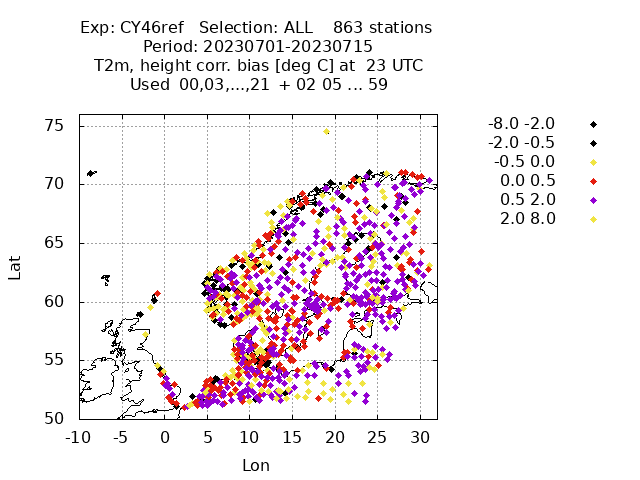 Exp: CY46ref   Selection: ALL    863 stations
Period: 20230701-20230715
T2m, height corr. bias [deg C] at  23 UTC
Used  00,03,...,21  + 02 05 ... 59
75
70
65
60
55
50
Lat
-10 -5 0 5 10 15 20 25 30
Lon
-8.0 -2.0
-2.0 -0.5
-0.5 0.0
0.0 0.5
0.5 2.0
2.0 8.0